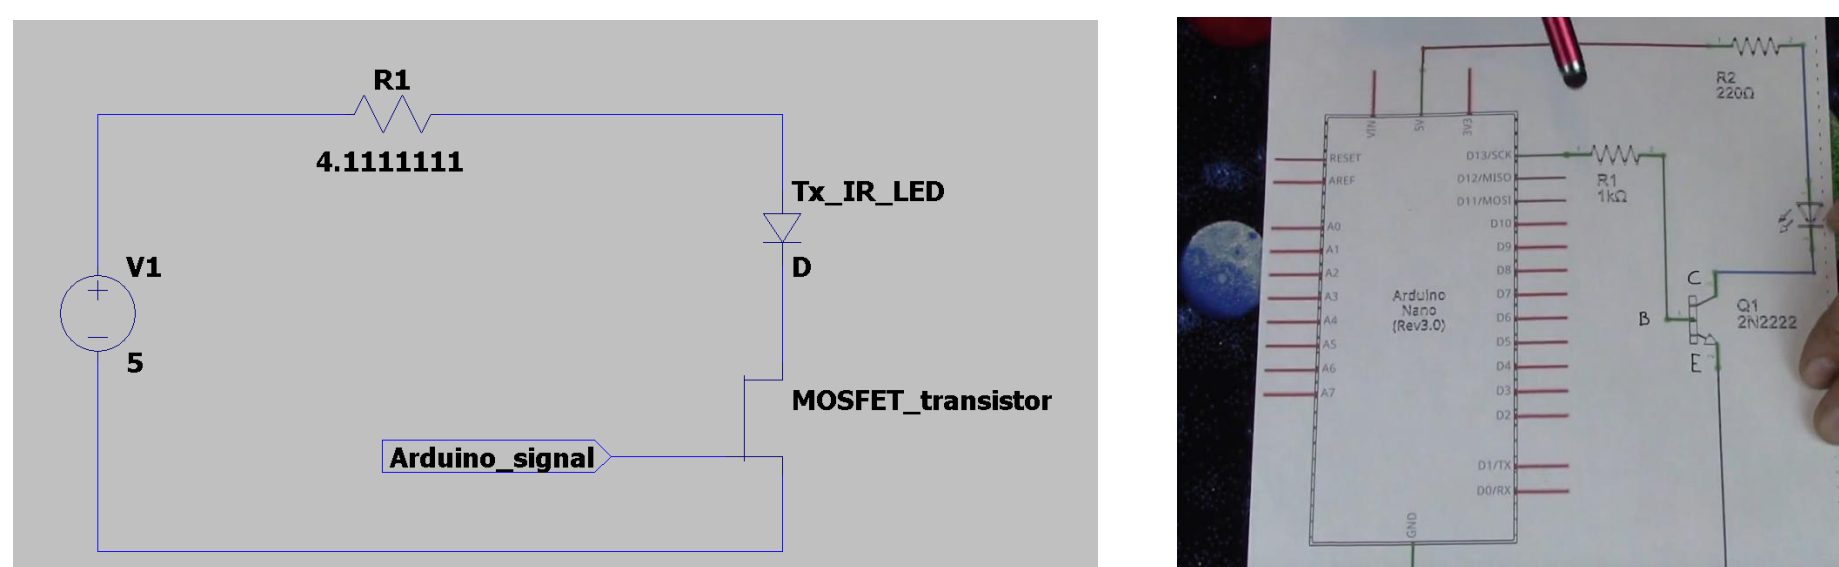 R1
4.1111111
Tx_IR_LED
D
V1
5
MOSFET_transistor
Arduino_signal
R2
220Ω
VIN
5V
3V3
RESET
AREF
A0
A1
A2
A3
A4
A5
A6
A7
Arduino
Nano
(Rev3.0)
D13/SCK
D12/MISO
D11/MOSI
D10
D9
D8
D7
D6
D5
D4
D3
D2
D1/TX
D0/RX
GND
R1
1kΩ
C
B
E
Q1
2N2222